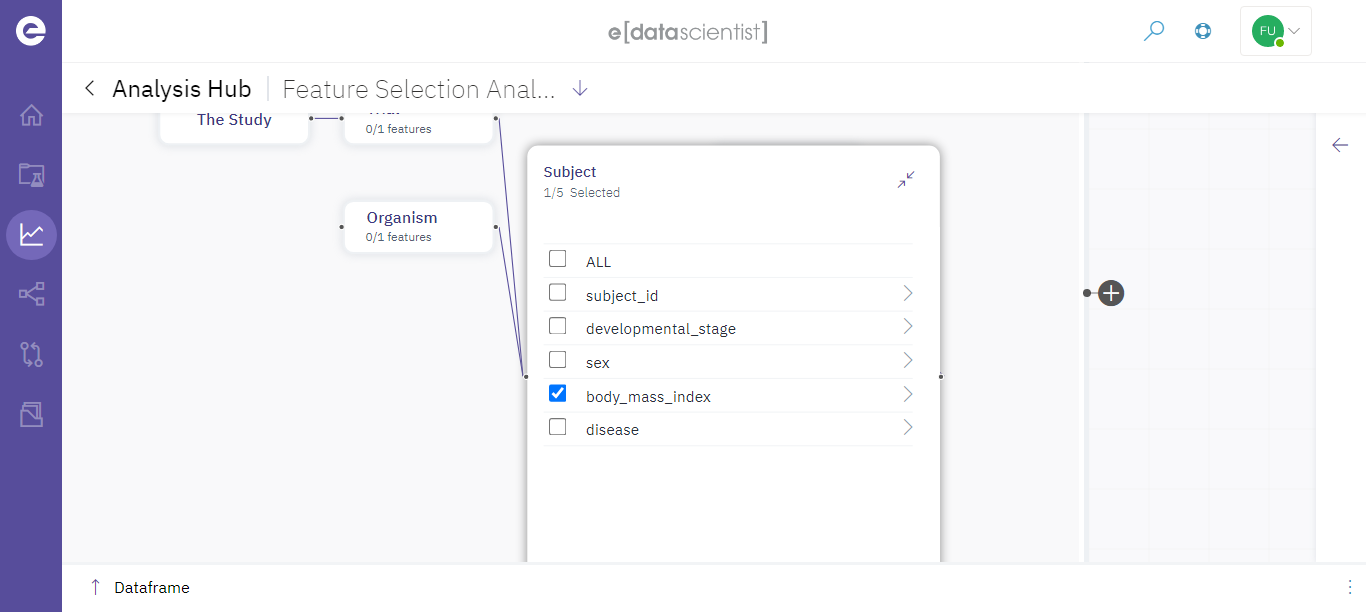 e[datascientist]
FU
Analysis Hub
Feature Selection Anal...
The Study
0/1 features
Organism
0/1 features
Subject
1/5 Selected
ALL
subject_id
developmental_stage
sex
body_mass_index
disease
Dataframe